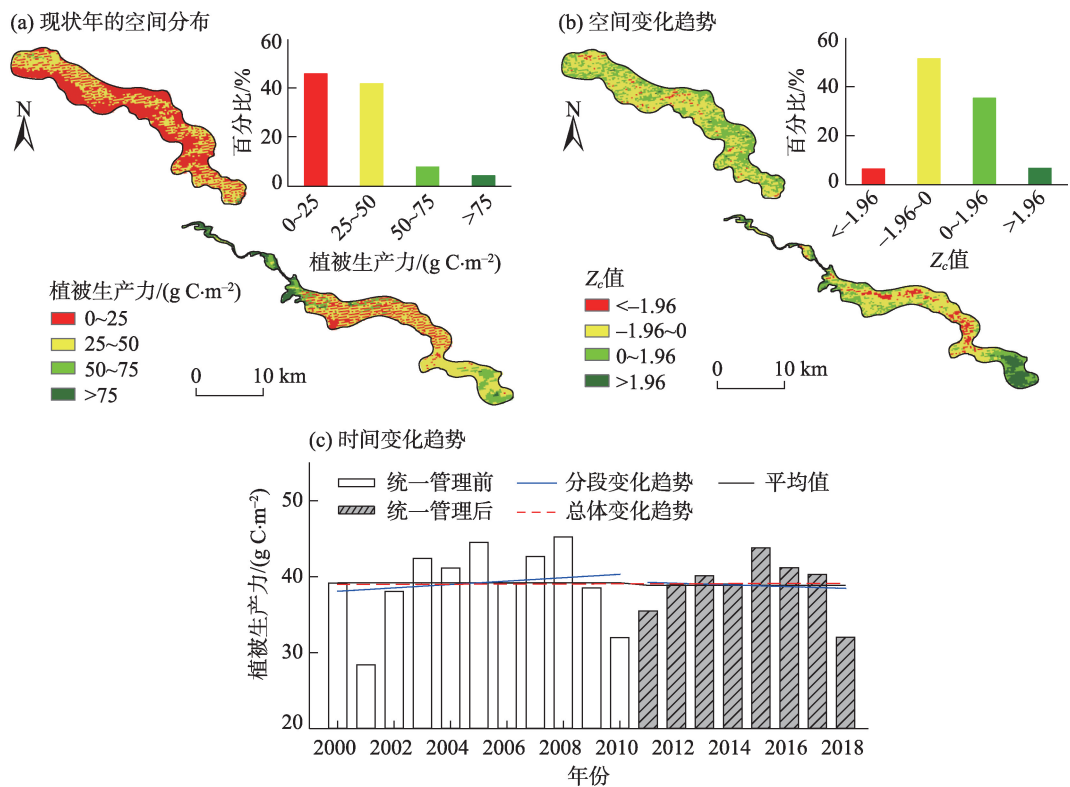 (a) 现状年的空间分布
60
40
20
0
百分比/%
0~25
25~50
50~75
>75
植被生产力/(g C·m⁻²)
N
植被生产力/(g C·m⁻²)
0~25
25~50
50~75
>75
0 10 km
(b) 空间变化趋势
60
40
20
0
百分比/%
<–1.96
–1.96~0
0~1.96
>1.96
Zc值
N
Zc值
<–1.96
–1.96~0
0~1.96
>1.96
0 10 km
(c) 时间变化趋势
统一管理前 分段变化趋势 平均值
统一管理后 总体变化趋势
50
40
30
20
植被生产力/(g C·m⁻²)
2000 2002 2004 2006 2008 2010 2012 2014 2016 2018
年份